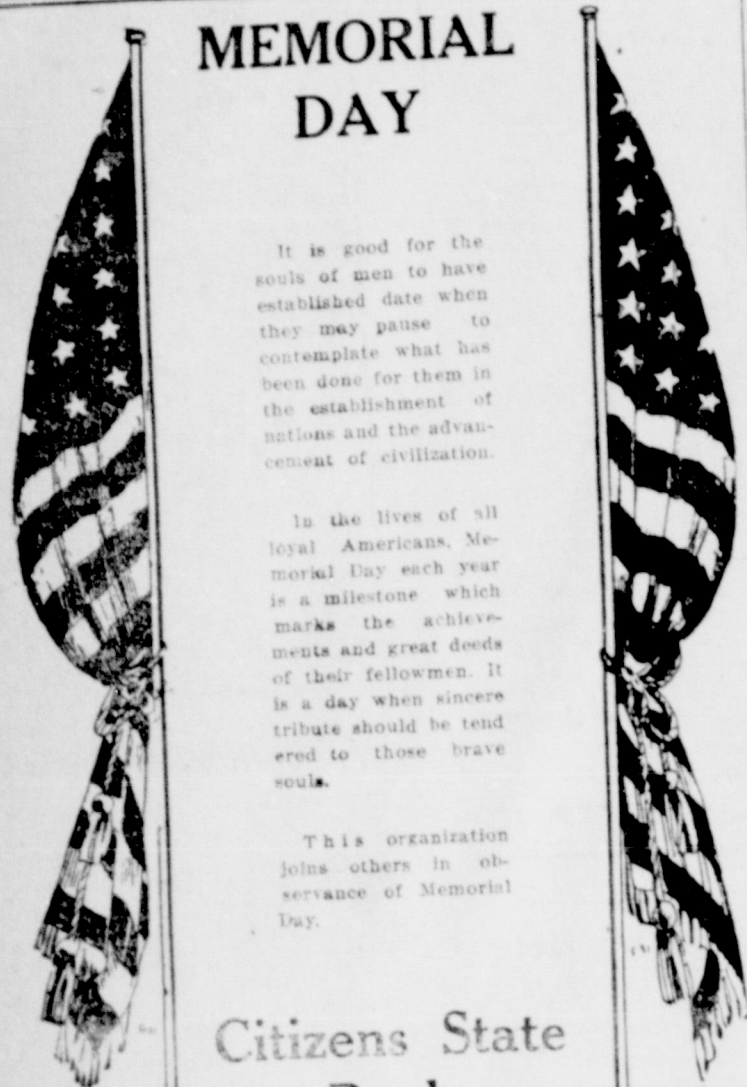 MEMORIAL
DAY
It is good for the
souls of men to have
established date when
they may pause to
contemplate what has
been done for them in
the establishment of
nations and the advan-
cement of civilization.
In the lives of all
loyal Americans, Me-
morial Day each year
is a milestone which
marks the achieve-
ments and great deeds
of their fellowmen. It
is a day when sincere
tribute should be tend
ered to those brave
souls.
This organization
joins others in ob-
servance of Memorial
Day.
Citizens State